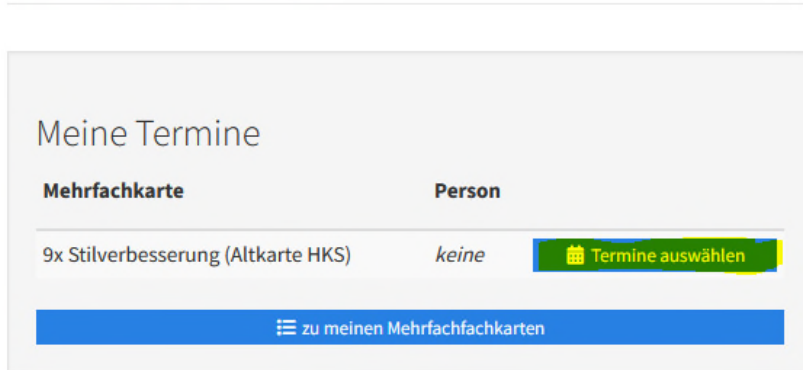 Meine Termine
Mehrfachkarte Person
9x Stilverbesserung (Altkarte HKS) keine Termine auswählen
zu meinen Mehrfachfachkarten